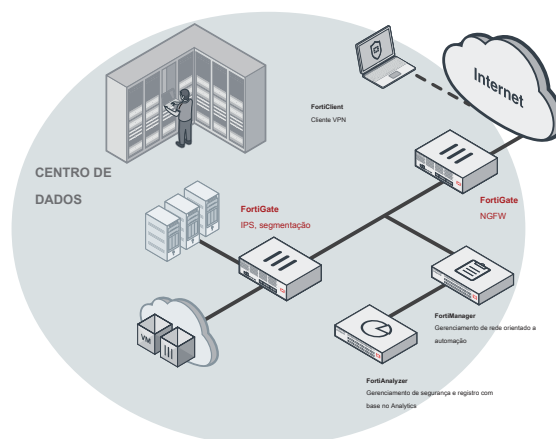 Internet
FortiClient
Cliente VPN
CENTRO DE
DADOS
FortiGate
NGFW
FortiGate
IPS, segmentação
VM
FortiManager
Gerenciamento de rede orientado a
automação
FortiAnalyzer
Gerenciamento de segurança e registro com
base no Analytics